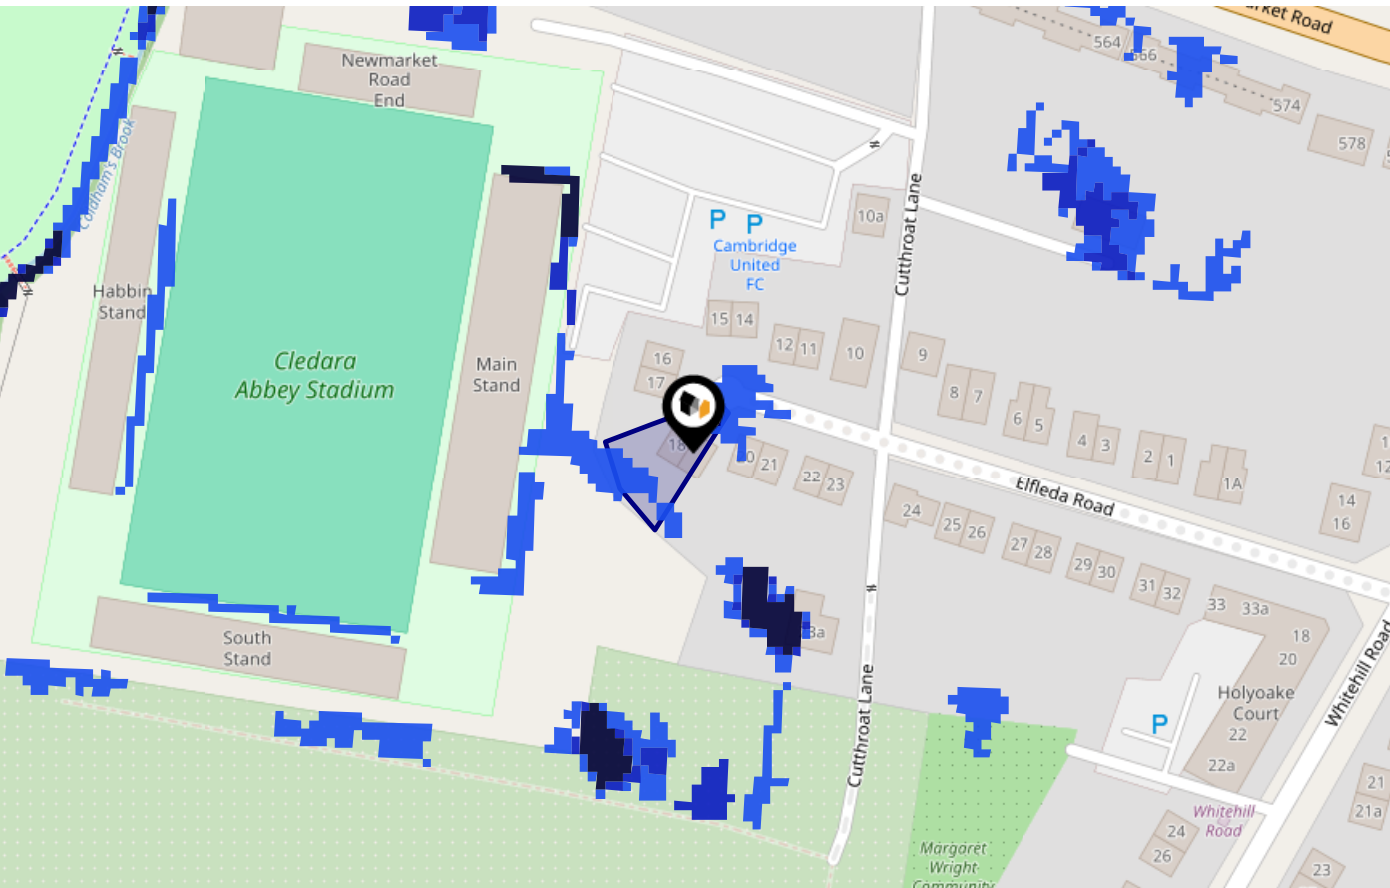 Newmarket
Road
End
Coldham's Brook
Habbin
Stand
Cledara
Abbey Stadium
Main
Stand
South
Stand
P P
Cambridge
United
FC
Cutthroat Lane
10a
564
566
574
578
15 14
12 11
10
9
8 7
6 5
4 3
2 1
1A
16
17
18
21
22 23
24
25 26
27 28
29 30
31 32
33 33a
18
20
Holyoake
Court
22
22a
14
16
12
Elfleda Road
Cutthroat Lane
Whitehill Road
P
Whitehill
Road
21
21a
24
26
23
Margaret
Wright
Community